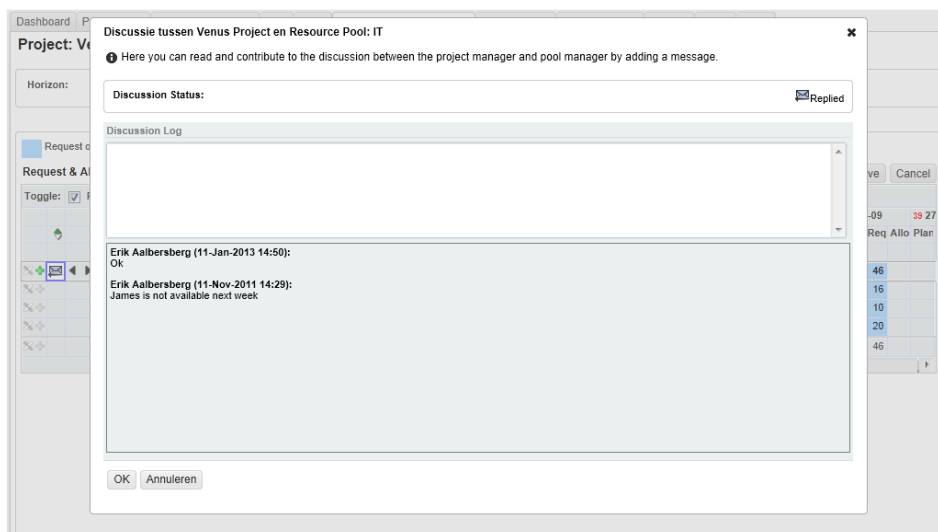 Dashboard
Discussie tussen Venus Project en Resource Pool: IT
Project:
Here you can read and contribute to the discussion between the project manager and pool manager by adding a message.
Horizon:
Discussion Status:
Replied
Discussion Log
Request
Request &
Cancel
Toggle:
-09 39 27
Req Allo Plan
Erik Aalbersberg (11-Jan-2013 14:50):
Ok
46
Erik Aalbersberg (11-Nov-2011 14:29):
James is not available next week
16
10
20
46
OK Annuleren